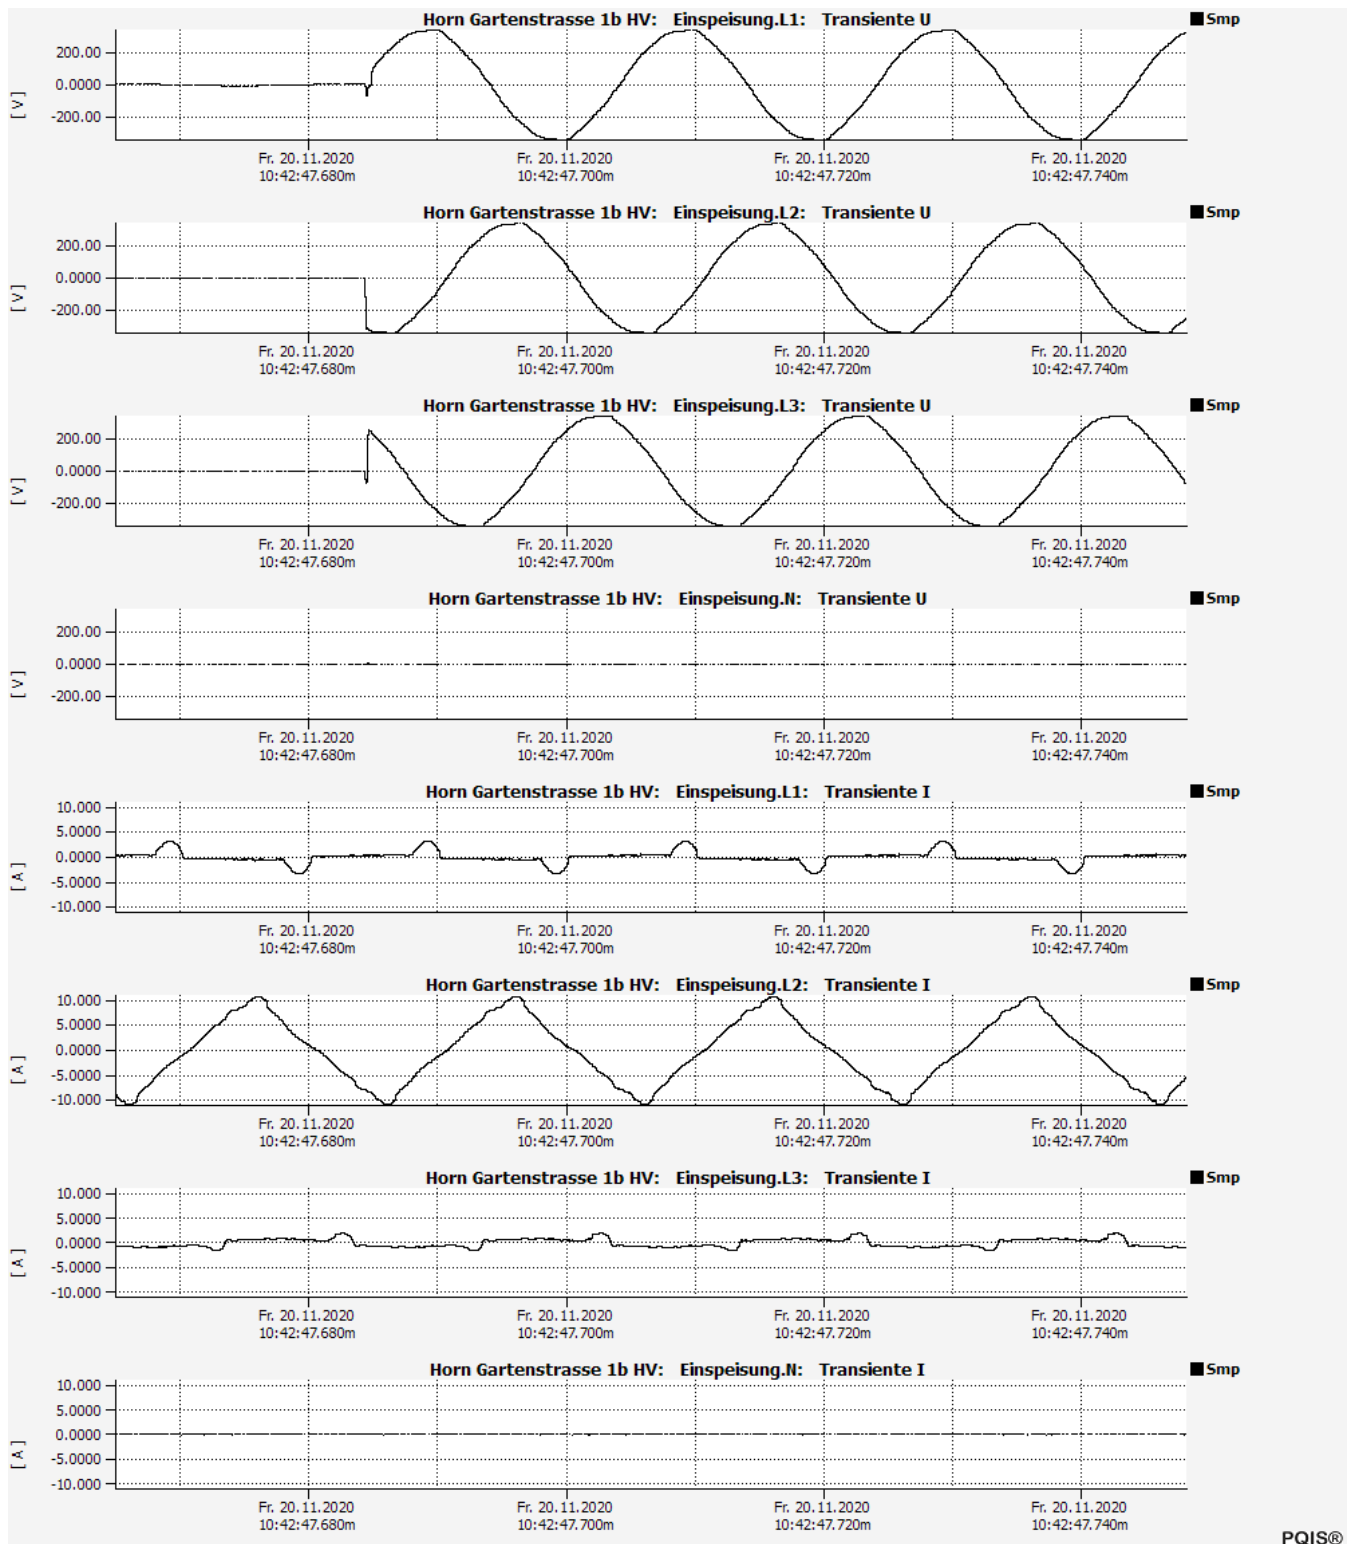 Horn Gartenstrasse 1b HV: Einspeisung.L1: Transiente U
Smp
200.00
0.0000
-200.00
[ V ]
Fr. 20.11.2020 Fr. 20.11.2020 Fr. 20.11.2020 Fr. 20.11.2020
10:42:47.680m 10:42:47.700m 10:42:47.720m 10:42:47.740m
Horn Gartenstrasse 1b HV: Einspeisung.L2: Transiente U
Smp
200.00
0.0000
-200.00
[ V ]
Fr. 20.11.2020 Fr. 20.11.2020 Fr. 20.11.2020 Fr. 20.11.2020
10:42:47.680m 10:42:47.700m 10:42:47.720m 10:42:47.740m
Horn Gartenstrasse 1b HV: Einspeisung.L3: Transiente U
Smp
200.00
0.0000
-200.00
[ V ]
Fr. 20.11.2020 Fr. 20.11.2020 Fr. 20.11.2020 Fr. 20.11.2020
10:42:47.680m 10:42:47.700m 10:42:47.720m 10:42:47.740m
Horn Gartenstrasse 1b HV: Einspeisung.N: Transiente U
Smp
200.00
0.0000
-200.00
[ V ]
Fr. 20.11.2020 Fr. 20.11.2020 Fr. 20.11.2020 Fr. 20.11.2020
10:42:47.680m 10:42:47.700m 10:42:47.720m 10:42:47.740m
Horn Gartenstrasse 1b HV: Einspeisung.L1: Transiente I
Smp
10.000
5.0000
0.0000
-5.0000
-10.000
[ A ]
Fr. 20.11.2020 Fr. 20.11.2020 Fr. 20.11.2020 Fr. 20.11.2020
10:42:47.680m 10:42:47.700m 10:42:47.720m 10:42:47.740m
Horn Gartenstrasse 1b HV: Einspeisung.L2: Transiente I
Smp
10.000
5.0000
0.0000
-5.0000
-10.000
[ A ]
Fr. 20.11.2020 Fr. 20.11.2020 Fr. 20.11.2020 Fr. 20.11.2020
10:42:47.680m 10:42:47.700m 10:42:47.720m 10:42:47.740m
Horn Gartenstrasse 1b HV: Einspeisung.L3: Transiente I
Smp
10.000
5.0000
0.0000
-5.0000
-10.000
[ A ]
Fr. 20.11.2020 Fr. 20.11.2020 Fr. 20.11.2020 Fr. 20.11.2020
10:42:47.680m 10:42:47.700m 10:42:47.720m 10:42:47.740m
Horn Gartenstrasse 1b HV: Einspeisung.N: Transiente I
Smp
10.000
5.0000
0.0000
-5.0000
-10.000
[ A ]
Fr. 20.11.2020 Fr. 20.11.2020 Fr. 20.11.2020 Fr. 20.11.2020
10:42:47.680m 10:42:47.700m 10:42:47.720m 10:42:47.740m
PQIS®